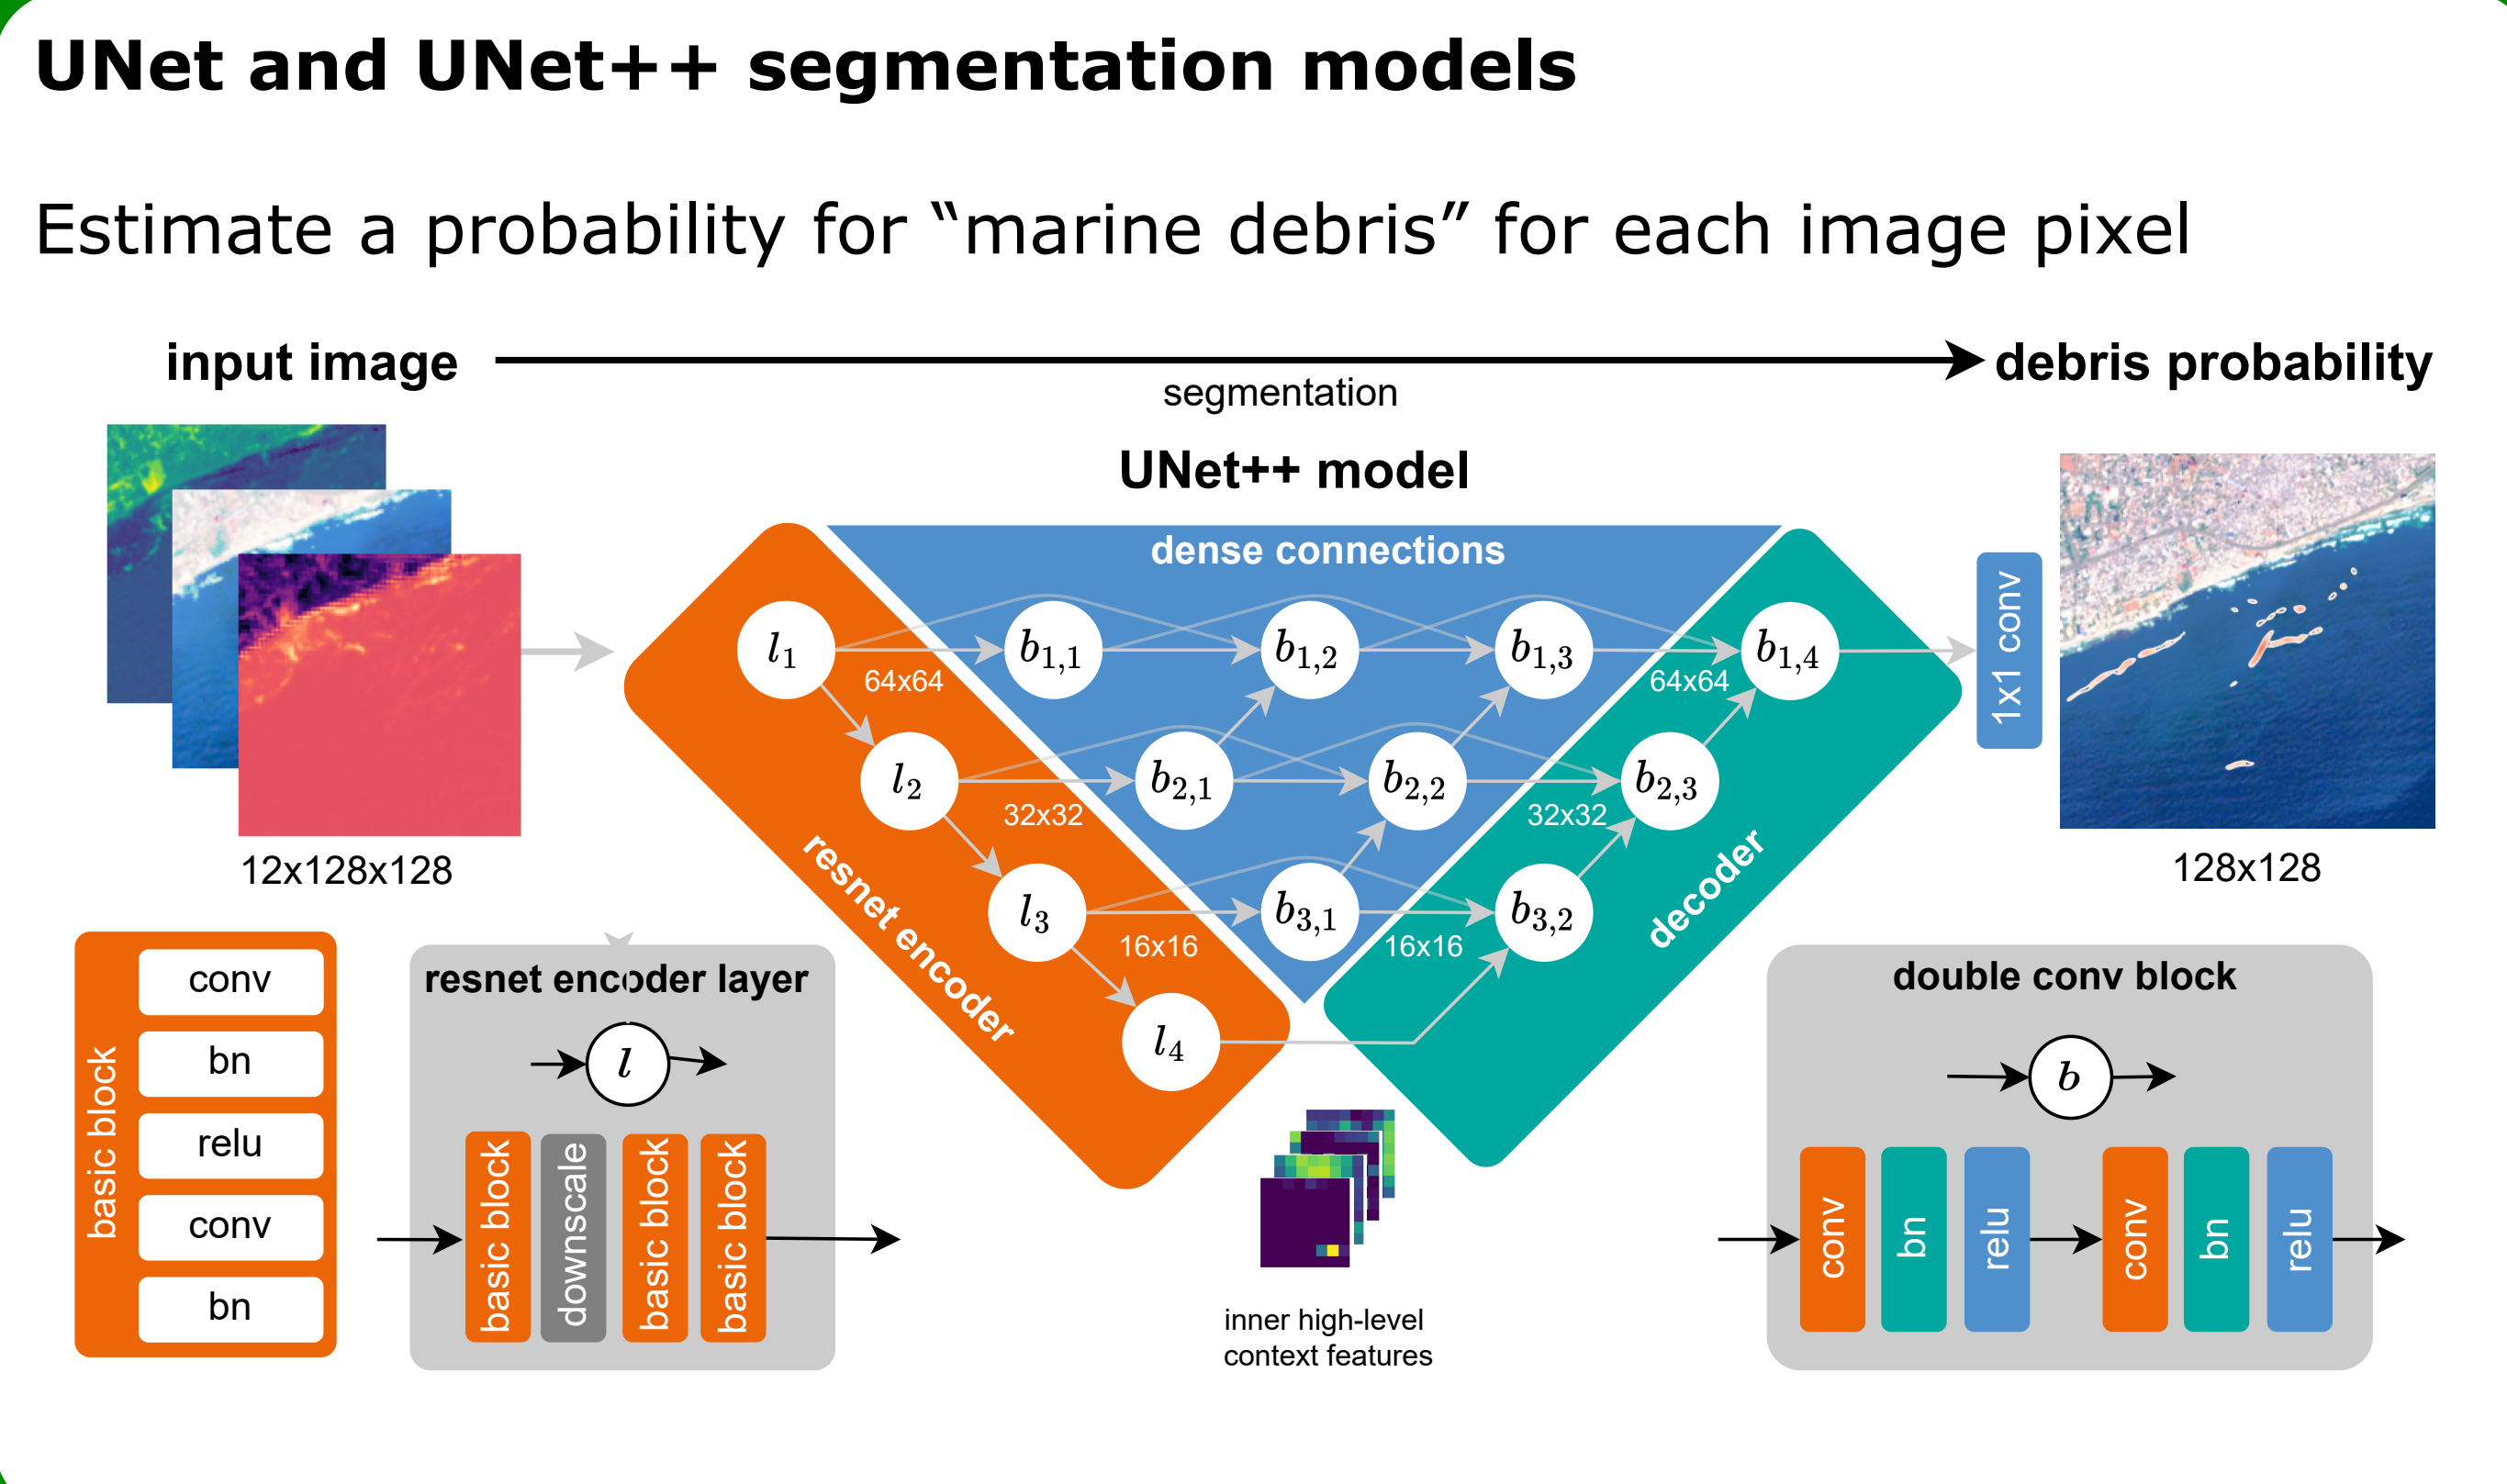 UNet and UNet++ segmentation models
Estimate a probability for “marine debris” for each image pixel
input image
segmentation
debris probability
UNet++ model
dense connections
l1
b1,1
b1,2
b1,3
b1,4
64x64
64x64
1x1 conv
l2
b2,1
b2,2
b2,3
32x32
32x32
l3
b3,1
b3,2
16x16
16x16
l4
resnet encoder
decoder
12x128x128
128x128
basic block
conv
bn
relu
conv
bn
resnet encoder layer
l
basic block
downscale
basic block
basic block
inner high-level
context features
double conv block
b
conv
bn
relu
conv
bn
relu